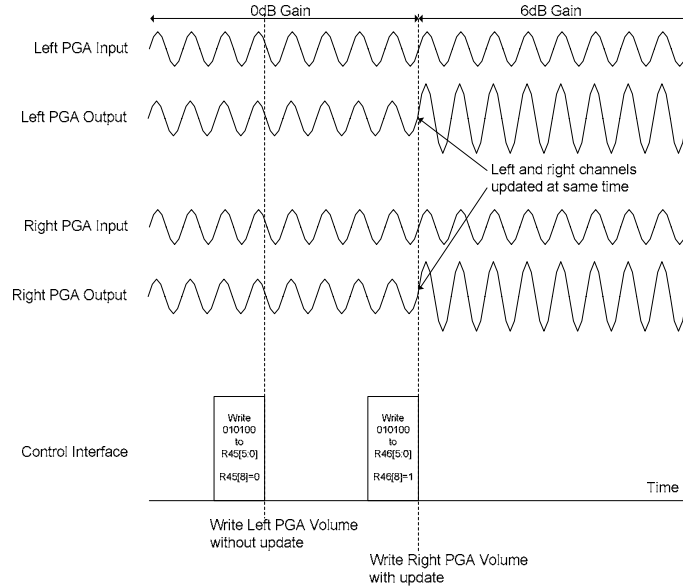 0dB Gain
6dB Gain
Left PGA Input
Left PGA Output
Left and right channels
updated at same time
Right PGA Input
Right PGA Output
Control Interface
Write
010100
to
R45[5:0]
R45[8]=0
Write
010100
to
R46[5:0]
R46[8]=1
Time
Write Left PGA Volume
without update
Write Right PGA Volume
with update